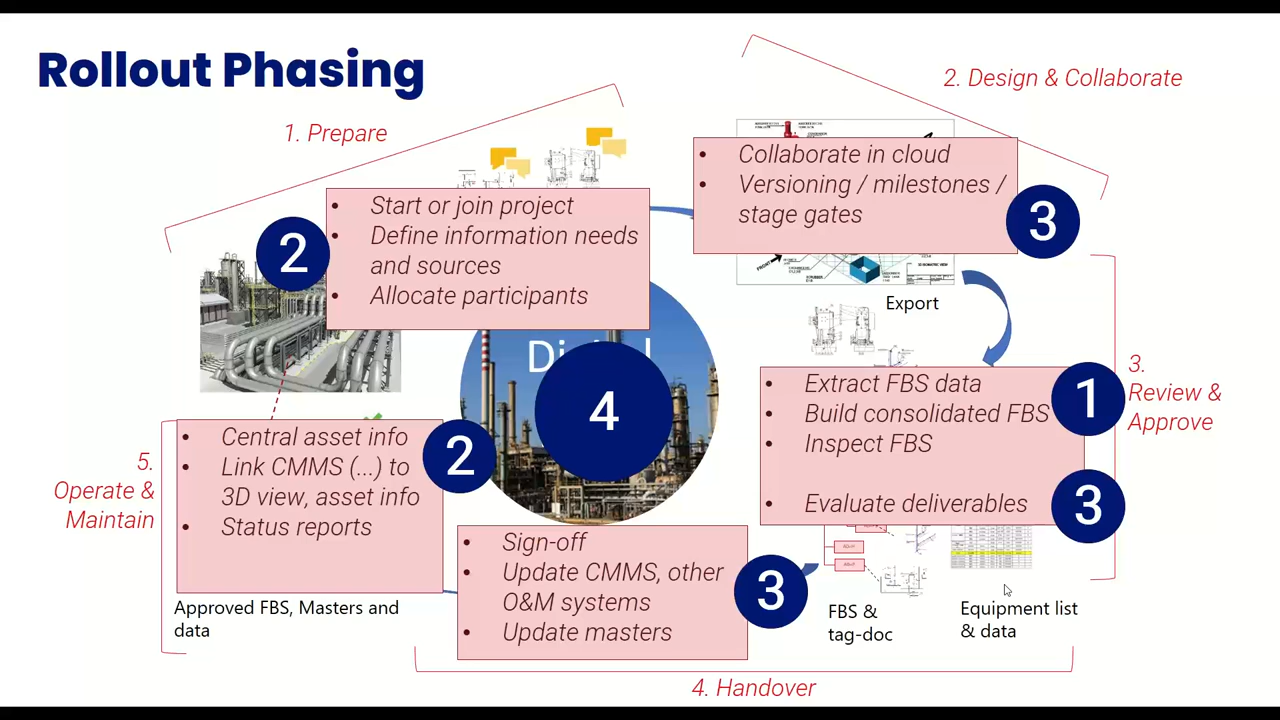 Rollout Phasing
1. Prepare
2. Design & Collaborate
• Start or join project
• Define information needs
and sources
• Allocate participants
2
• Collaborate in cloud
• Versioning / milestones /
stage gates
3
Export
• Extract FBS data
• Build consolidated FBS
• Inspect FBS
• Evaluate deliverables
1
3
3.
Review &
Approve
4
• Central asset info
• Link CMMS (...) to
3D view, asset info
• Status reports
2
5.
Operate &
Maintain
• Sign-off
• Update CMMS, other
O&M systems
• Update masters
3
Approved FBS, Masters and
data
FBS &
tag-doc
Equipment list
& data
4. Handover